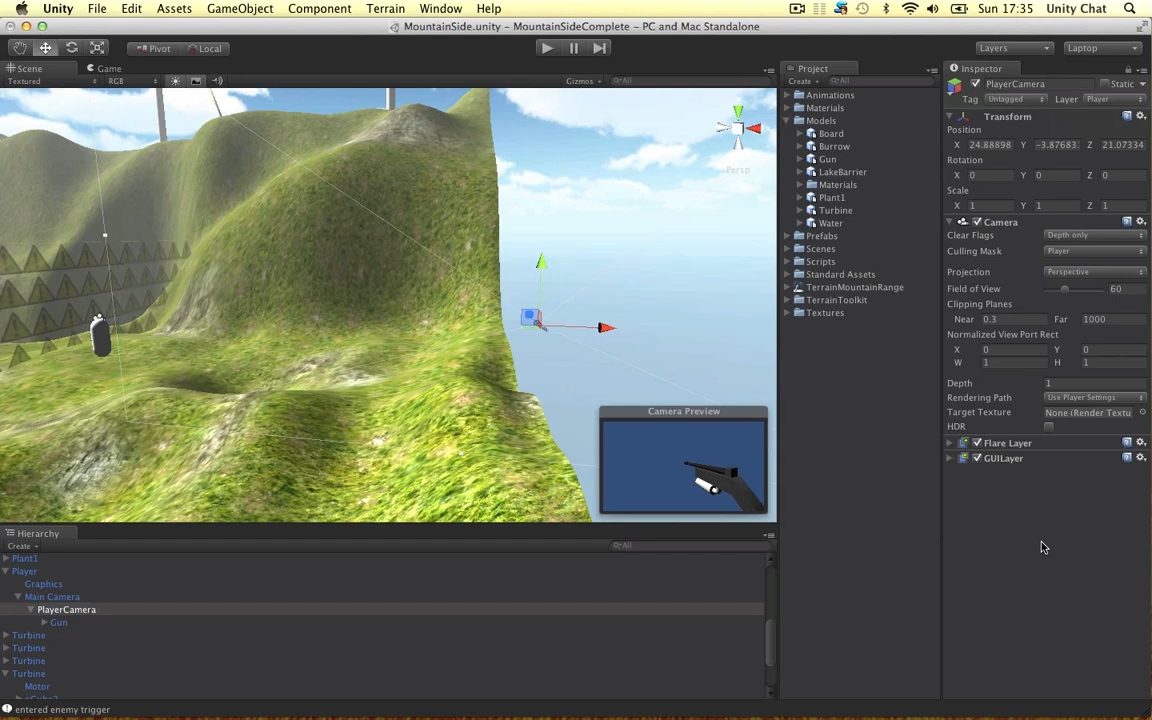 Unity File Edit Assets GameObject Component Terrain Window Help Sun 17:35 Unity Chat
MountainSide.unity - MountainSideComplete - PC and Mac Standalone
Pivot Local Layers Laptop
Scene Game
Textured RGB Gizmos All
Persp
Camera Preview
Hierarchy
Create All
Plant1
Player
Graphics
Main Camera
PlayerCamera
Gun
Turbine
Turbine
Turbine
Turbine
Motor
entered enemy trigger
Project
Create All
Animations
Materials
Models
Board
Burrow
Gun
LakeBarrier
Materials
Plant1
Turbine
Water
Prefabs
Scenes
Scripts
Standard Assets
TerrainMountainRange
TerrainToolkit
Textures
Inspector
PlayerCamera Static
Tag Untagged Layer Player
Transform
Position
X 24.88898 Y -3.87683 Z 21.07334
Rotation
X 0 Y 0 Z 0
Scale
X 1 Y 1 Z 1
Camera
Clear Flags Depth only
Culling Mask Player
Projection Perspective
Field of View 60
Clipping Planes
Near 0.3 Far 1000
Normalized View Port Rect
X 0 Y 0
W 1 H 1
Depth 1
Rendering Path Use Player Settings
Target Texture None (Render Textu
HDR
Flare Layer
GUILayer